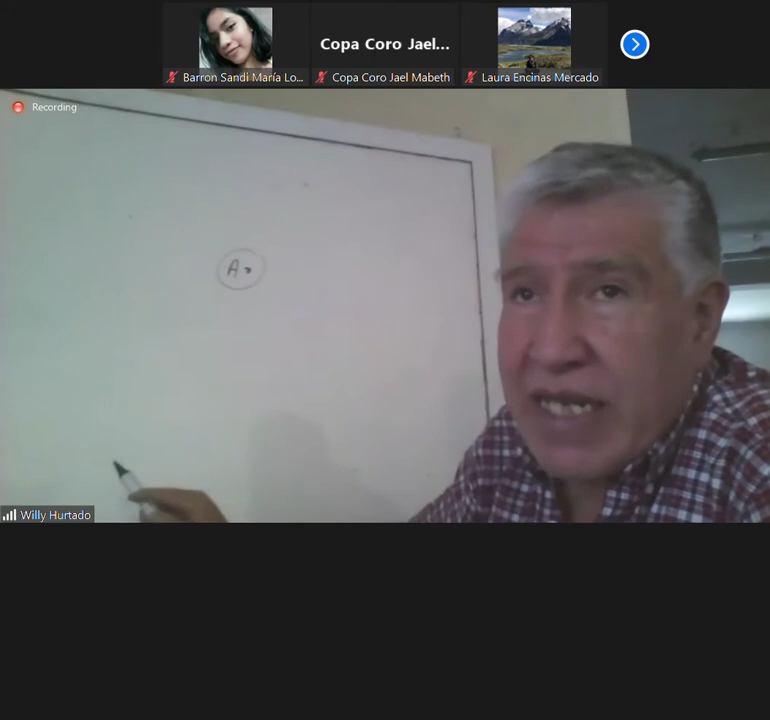 Copa Coro Jael...
Barron Sandi María Lo...
Copa Coro Jael Mabeth
Laura Encinas Mercado
Recording
Willy Hurtado